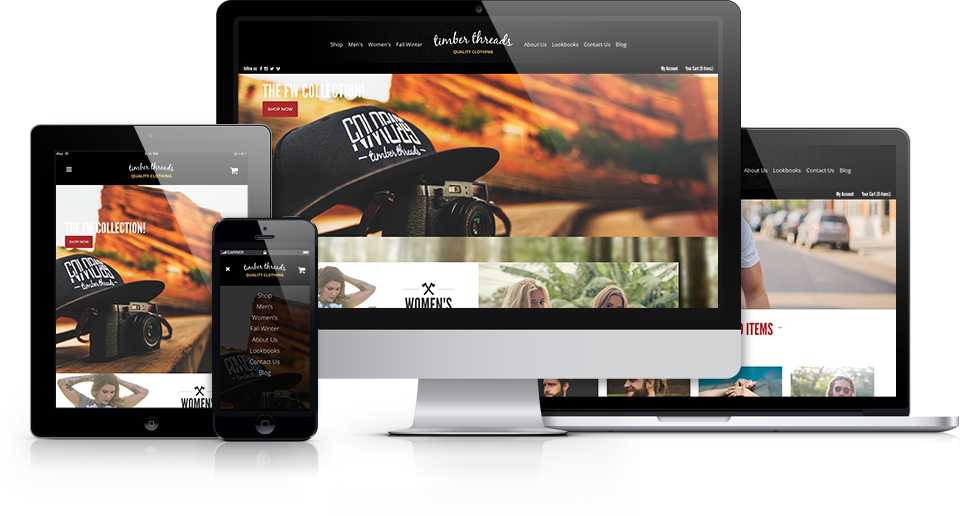 Shop Men's Women's Fall Winter timber threads About Us Lookbooks Contact Us Blog
QUALITY CLOTHING
follow us:
My Account Your Cart (0 items)
THE FW COLLECTION!
SHOP NOW
timber threads
WOMEN'S
iPad
timber threads
QUALITY CLOTHING
THE FW COLLECTION!
SHOP NOW
timber threads
WOMEN'S
CARRIER
timber threads
QUALITY CLOTHING
Shop
Men's
Women's
Fall Winter
About Us
Lookbooks
Contact Us
Blog
About Us Lookbooks Contact Us Blog
My Account Your Cart (0 items)
ITEMS